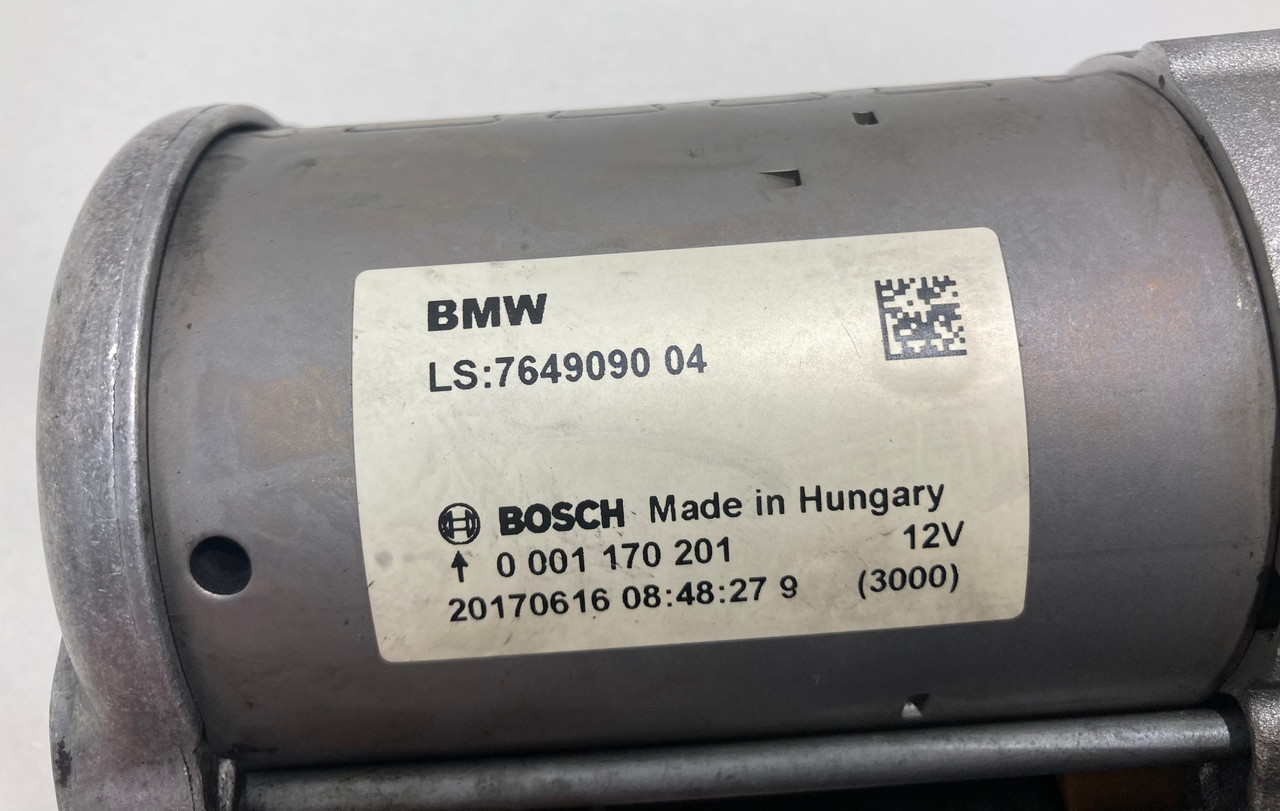 BMW
LS:7649090 04
BOSCH Made in Hungary
0 001 170 201 12V
20170616 08:48:27 9 (3000)